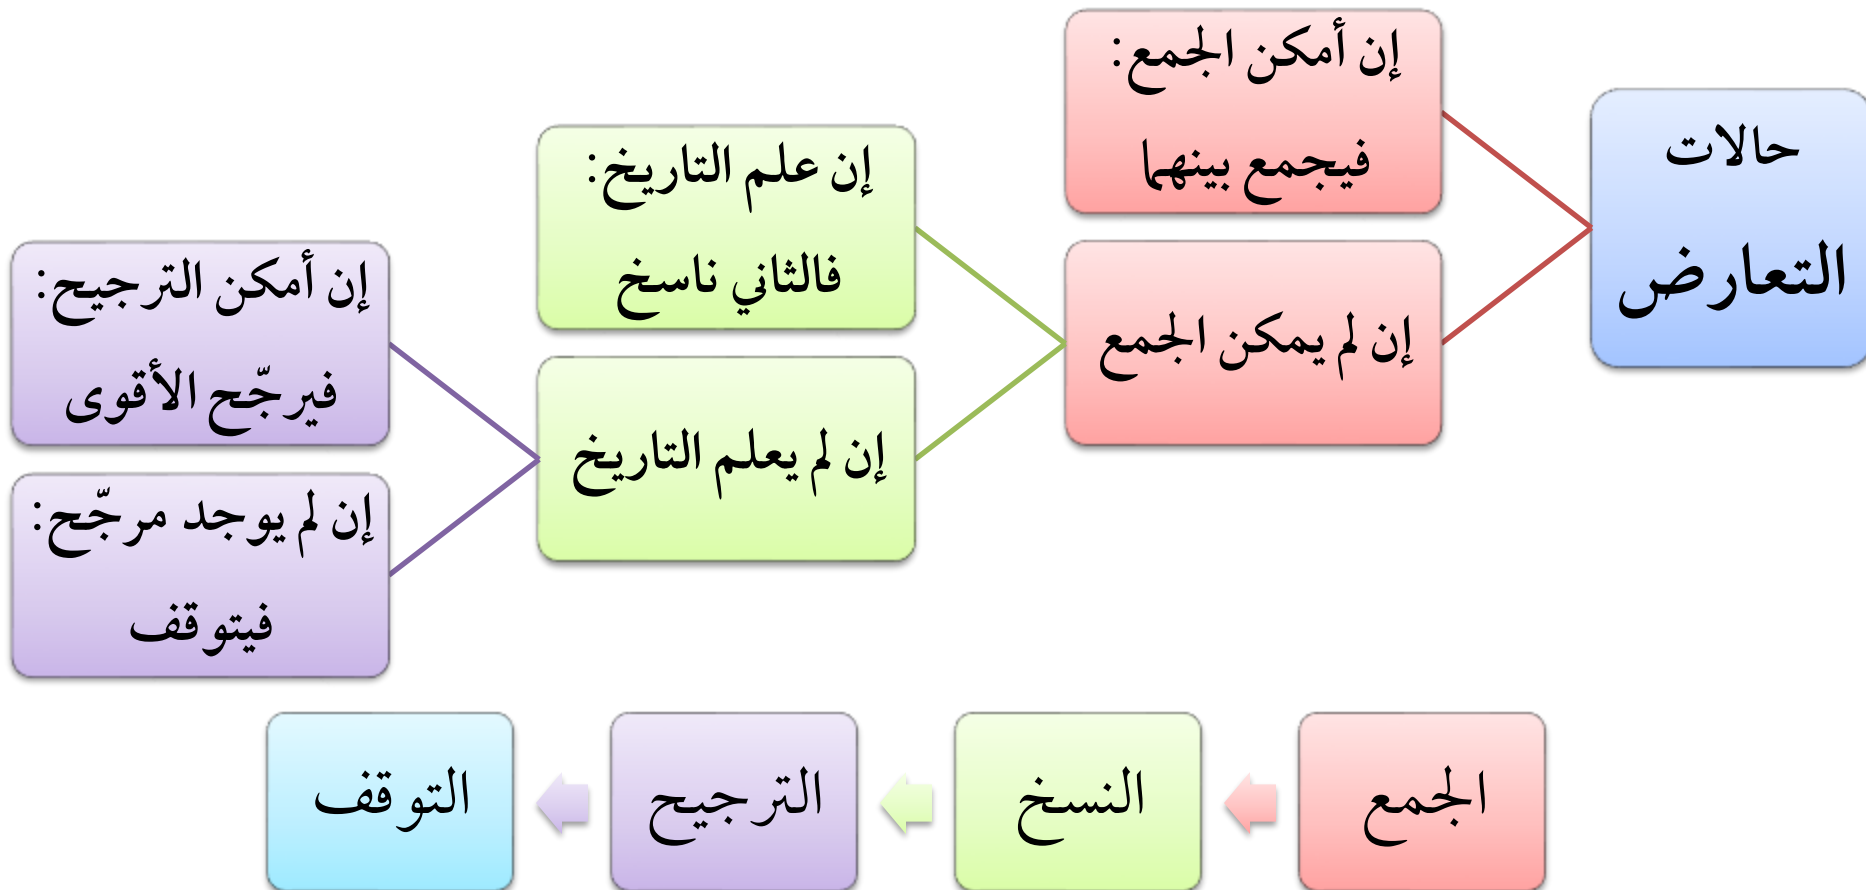 حالات
التعارض
إن أمكن الجمع:
فيجمع بينهما
إن لم يمكن الجمع
إن علم التاريخ:
فالثاني ناسخ
إن لم يعلم التاريخ
إن أمكن الترجيح:
فيرجّح الأقوى
إن لم يوجد مرجّح:
فيتوقف
الجمع
النسخ
الترجيح
التوقف